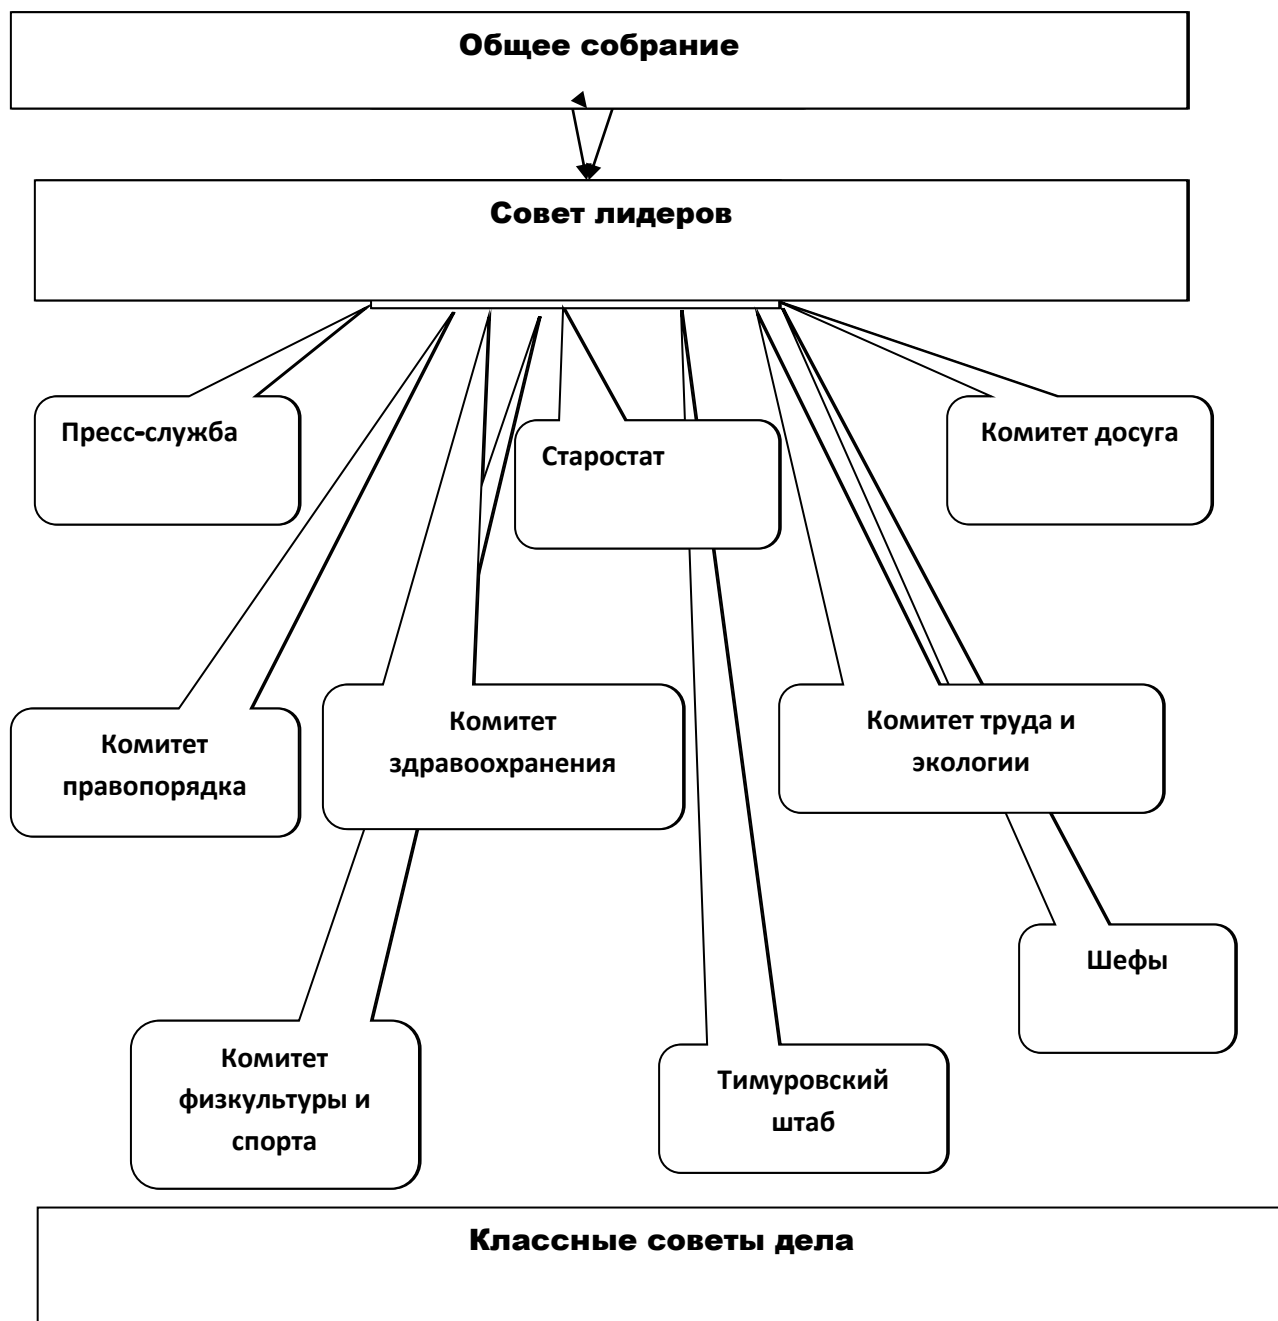 Общее собрание
Совет лидеров
Пресс-служба
Старостат
Комитет досуга
Комитет
правопорядка
Комитет
здравоохранения
Комитет труда и
экологии
Шефы
Комитет
физкультуры и
спорта
Тимуровский
штаб
Классные советы дела